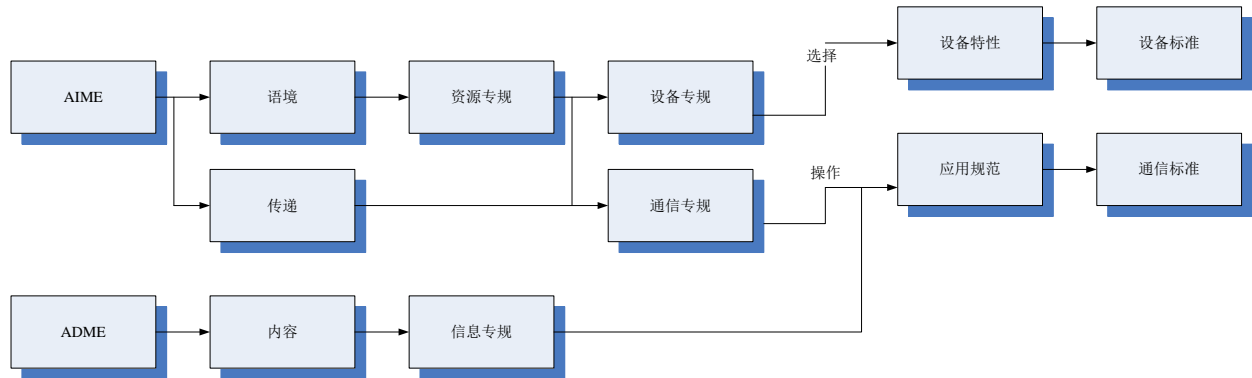 设备特性
设备标准
选择
AIME
语境
资源专规
设备专规
应用规范
通信标准
操作
传递
通信专规
ADME
内容
信息专规